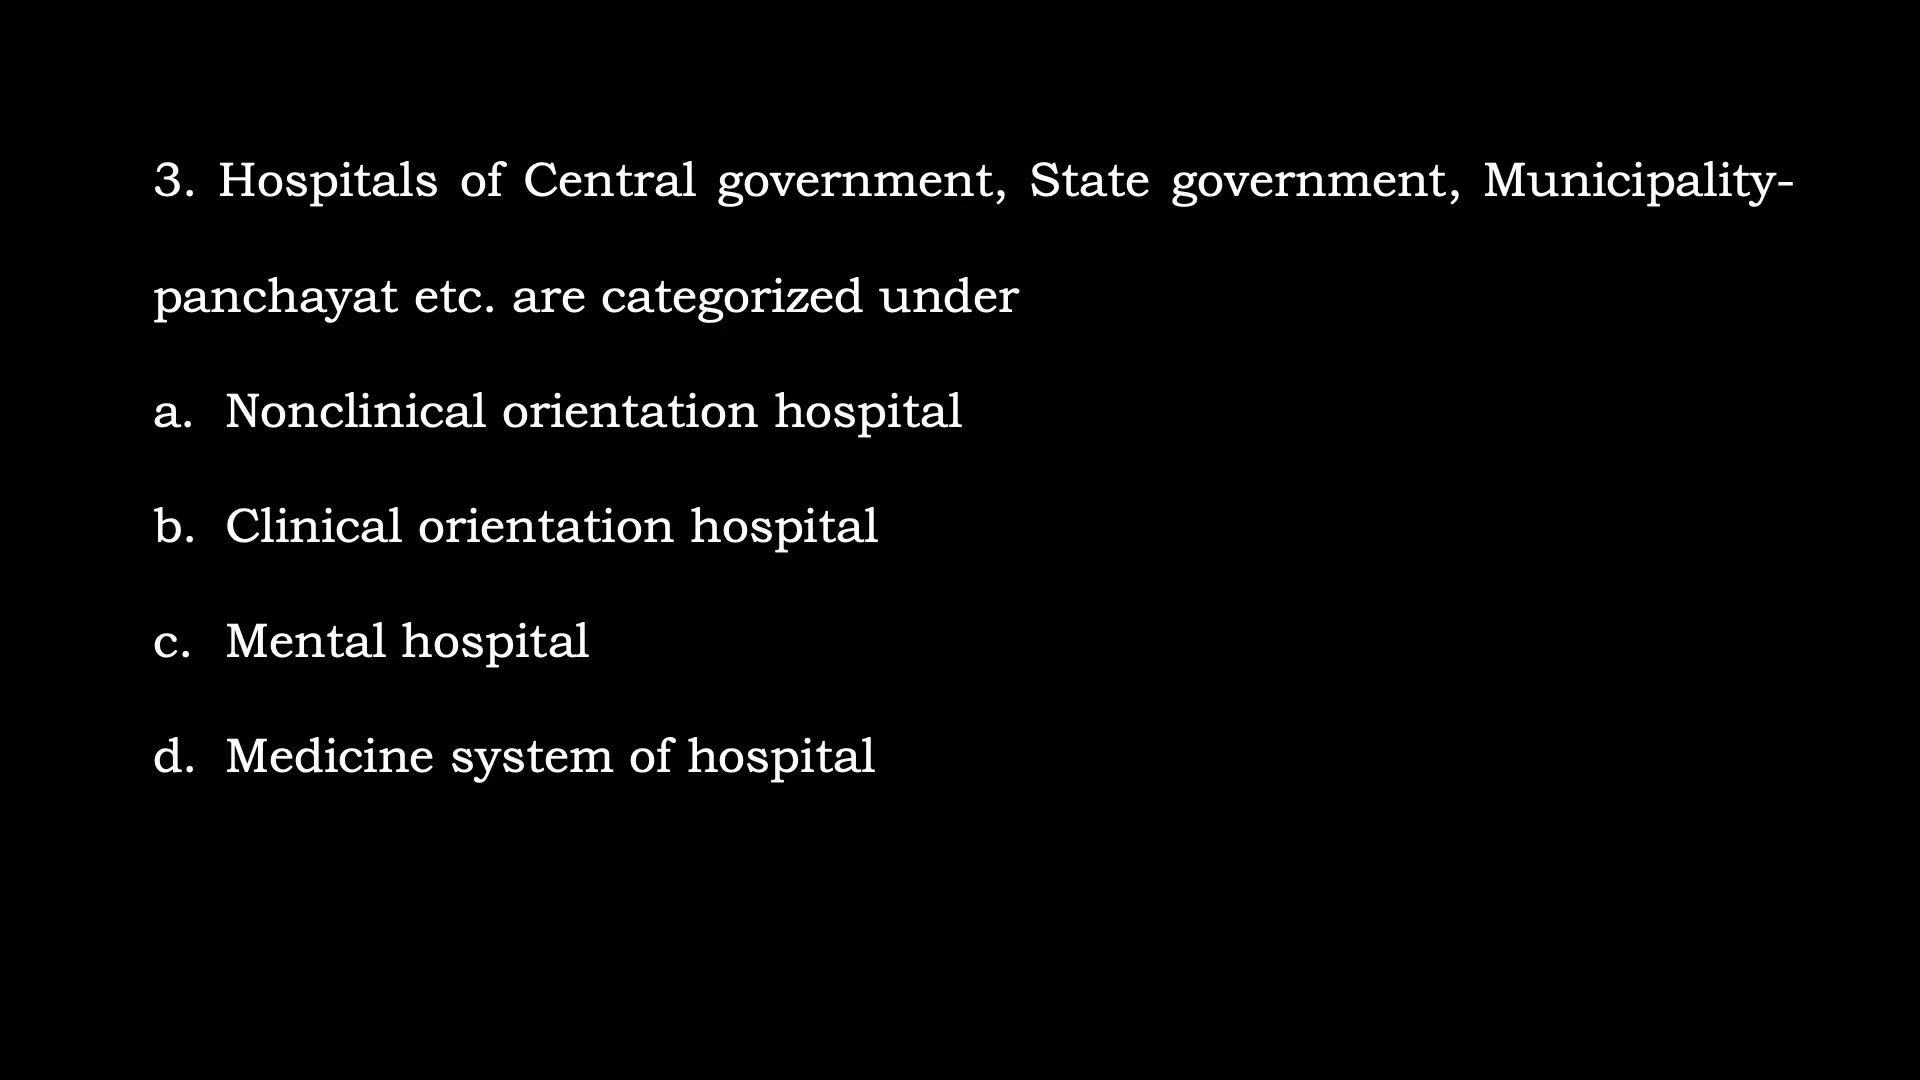 3. Hospitals of Central government, State government, Municipality-
panchayat etc. are categorized under
a. Nonclinical orientation hospital
b. Clinical orientation hospital
c. Mental hospital
d. Medicine system of hospital